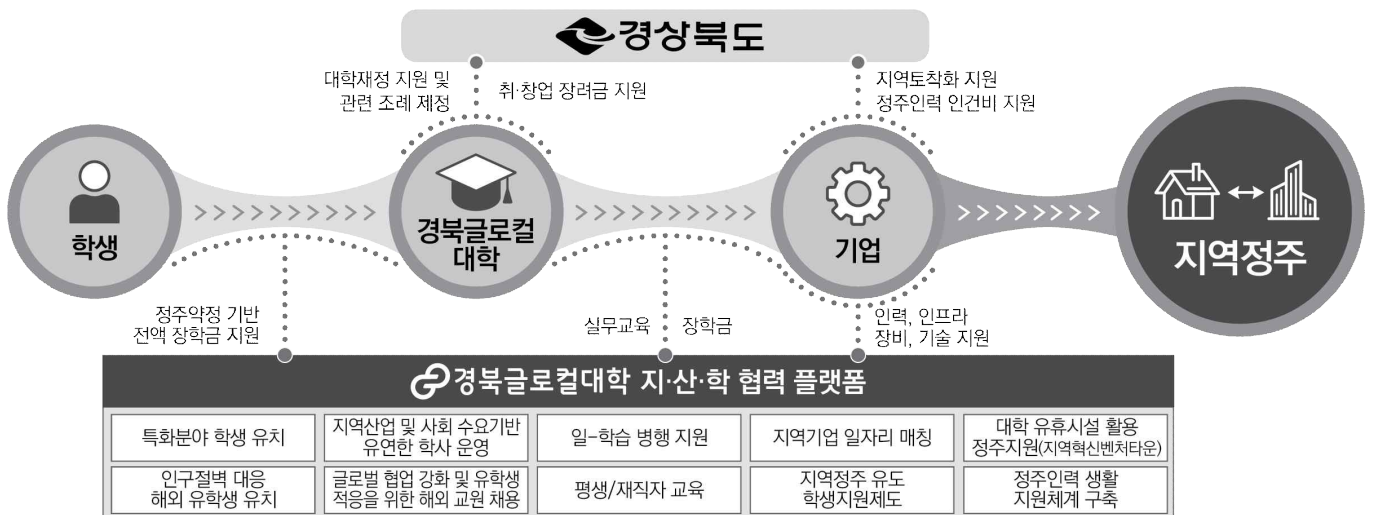 경상북도
대학재정 지원 및
관련 조례 제정
취·창업 장려금 지원
지역토착화 지원
정주인력 인건비 지원
학생
경북글로컬
대학
기업
지역정주
정주약정 기반
전액 장학금 지원
실무교육
장학금
인력, 인프라
장비, 기술 지원
경북글로컬대학 지·산·학 협력 플랫폼
특화분야 학생 유치
지역산업 및 사회 수요기반
유연한 학사 운영
일-학습 병행 지원
지역기업 일자리 매칭
대학 유휴시설 활용
정주지원(지역혁신벤처타운)
인구절벽 대응
해외 유학생 유치
글로벌 협업 강화 및 유학생
적응을 위한 해외 교원 채용
평생/재직자 교육
지역정주 유도
학생지원제도
정주인력 생활
지원체계 구축